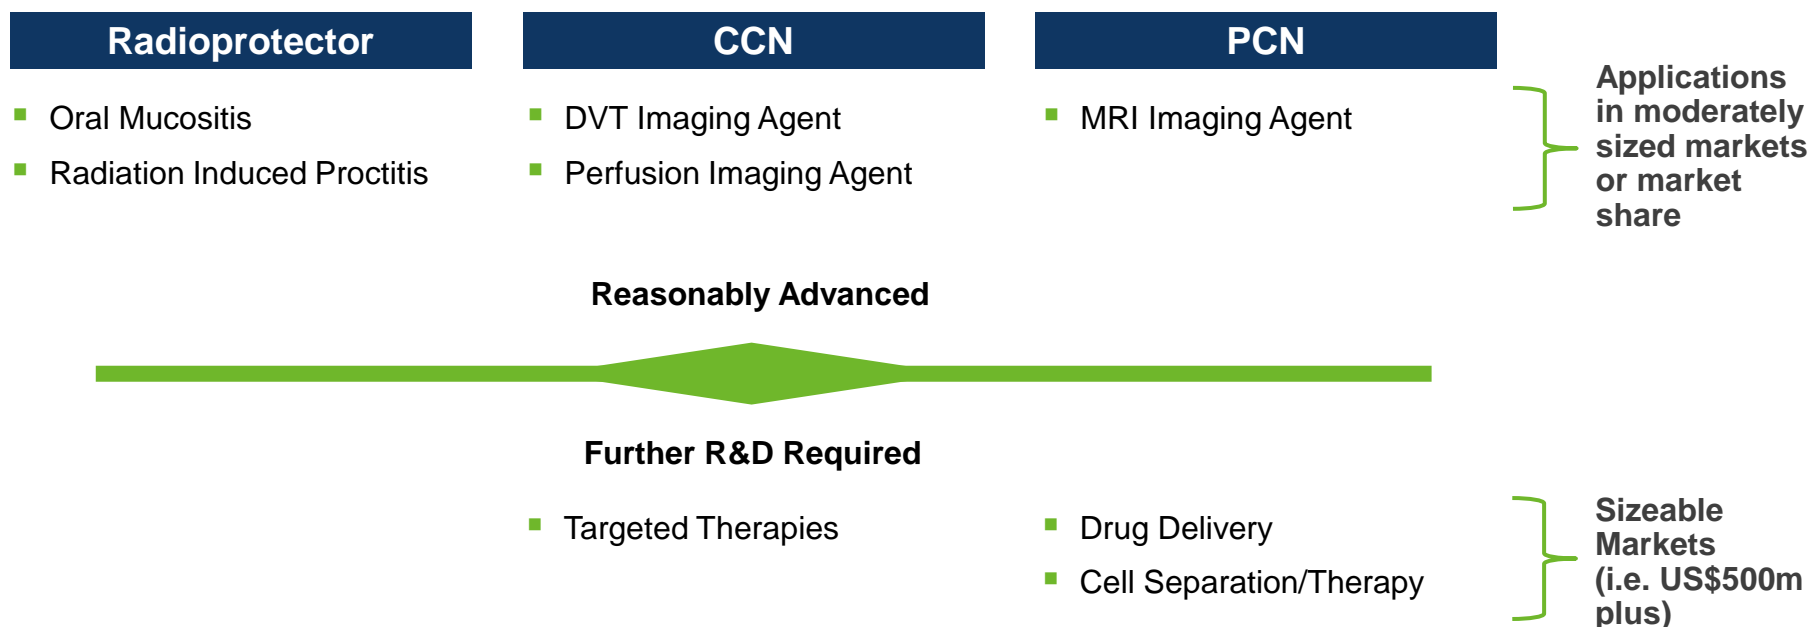 Radioprotector
CCN
PCN
Oral Mucositis
Radiation Induced Proctitis
DVT Imaging Agent
Perfusion Imaging Agent
MRI Imaging Agent
Applications
in moderately
sized markets
or market
share
Reasonably Advanced
Further R&D Required
Targeted Therapies
Drug Delivery
Cell Separation/Therapy
Sizeable
Markets
(i.e. US$500m
plus)